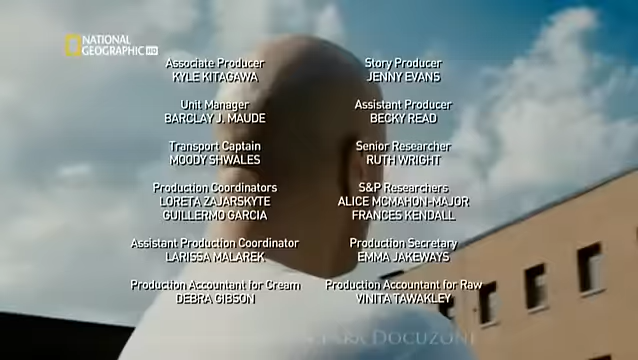 NATIONAL
GEOGRAPHIC HD
Associate Producer
KYLE KITAGAWA
Unit Manager
BARCLAY J. MAUDE
Transport Captain
MOODY SHWALES
Production Coordinators
LORETA ZAJARSKYTE
GUILLERMO GARCIA
Assistant Production Coordinator
LARISSA MALAREK
Production Accountant for Cream
DEBRA GIBSON
Story Producer
JENNY EVANS
Assistant Producer
BECKY READ
Senior Researcher
RUTH WRIGHT
S&P Researchers
ALICE MCMAHON-MAJOR
FRANCES KENDALL
Production Secretary
EMMA JAKEWAYS
Production Accountant for Raw
VINITA TAWAKLEY
PARA DOCUZONE